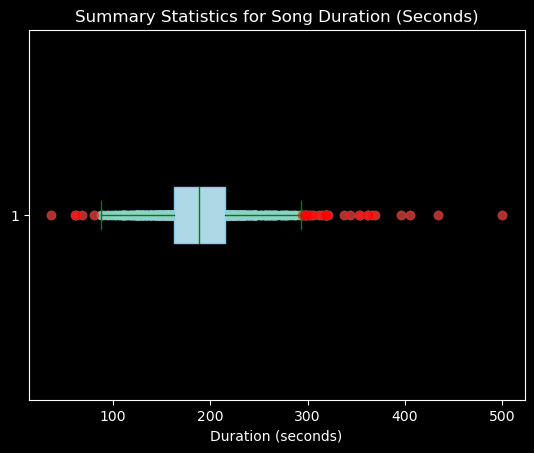 Summary Statistics for Song Duration (Seconds)
1
100 200 300 400 500
Duration (seconds)